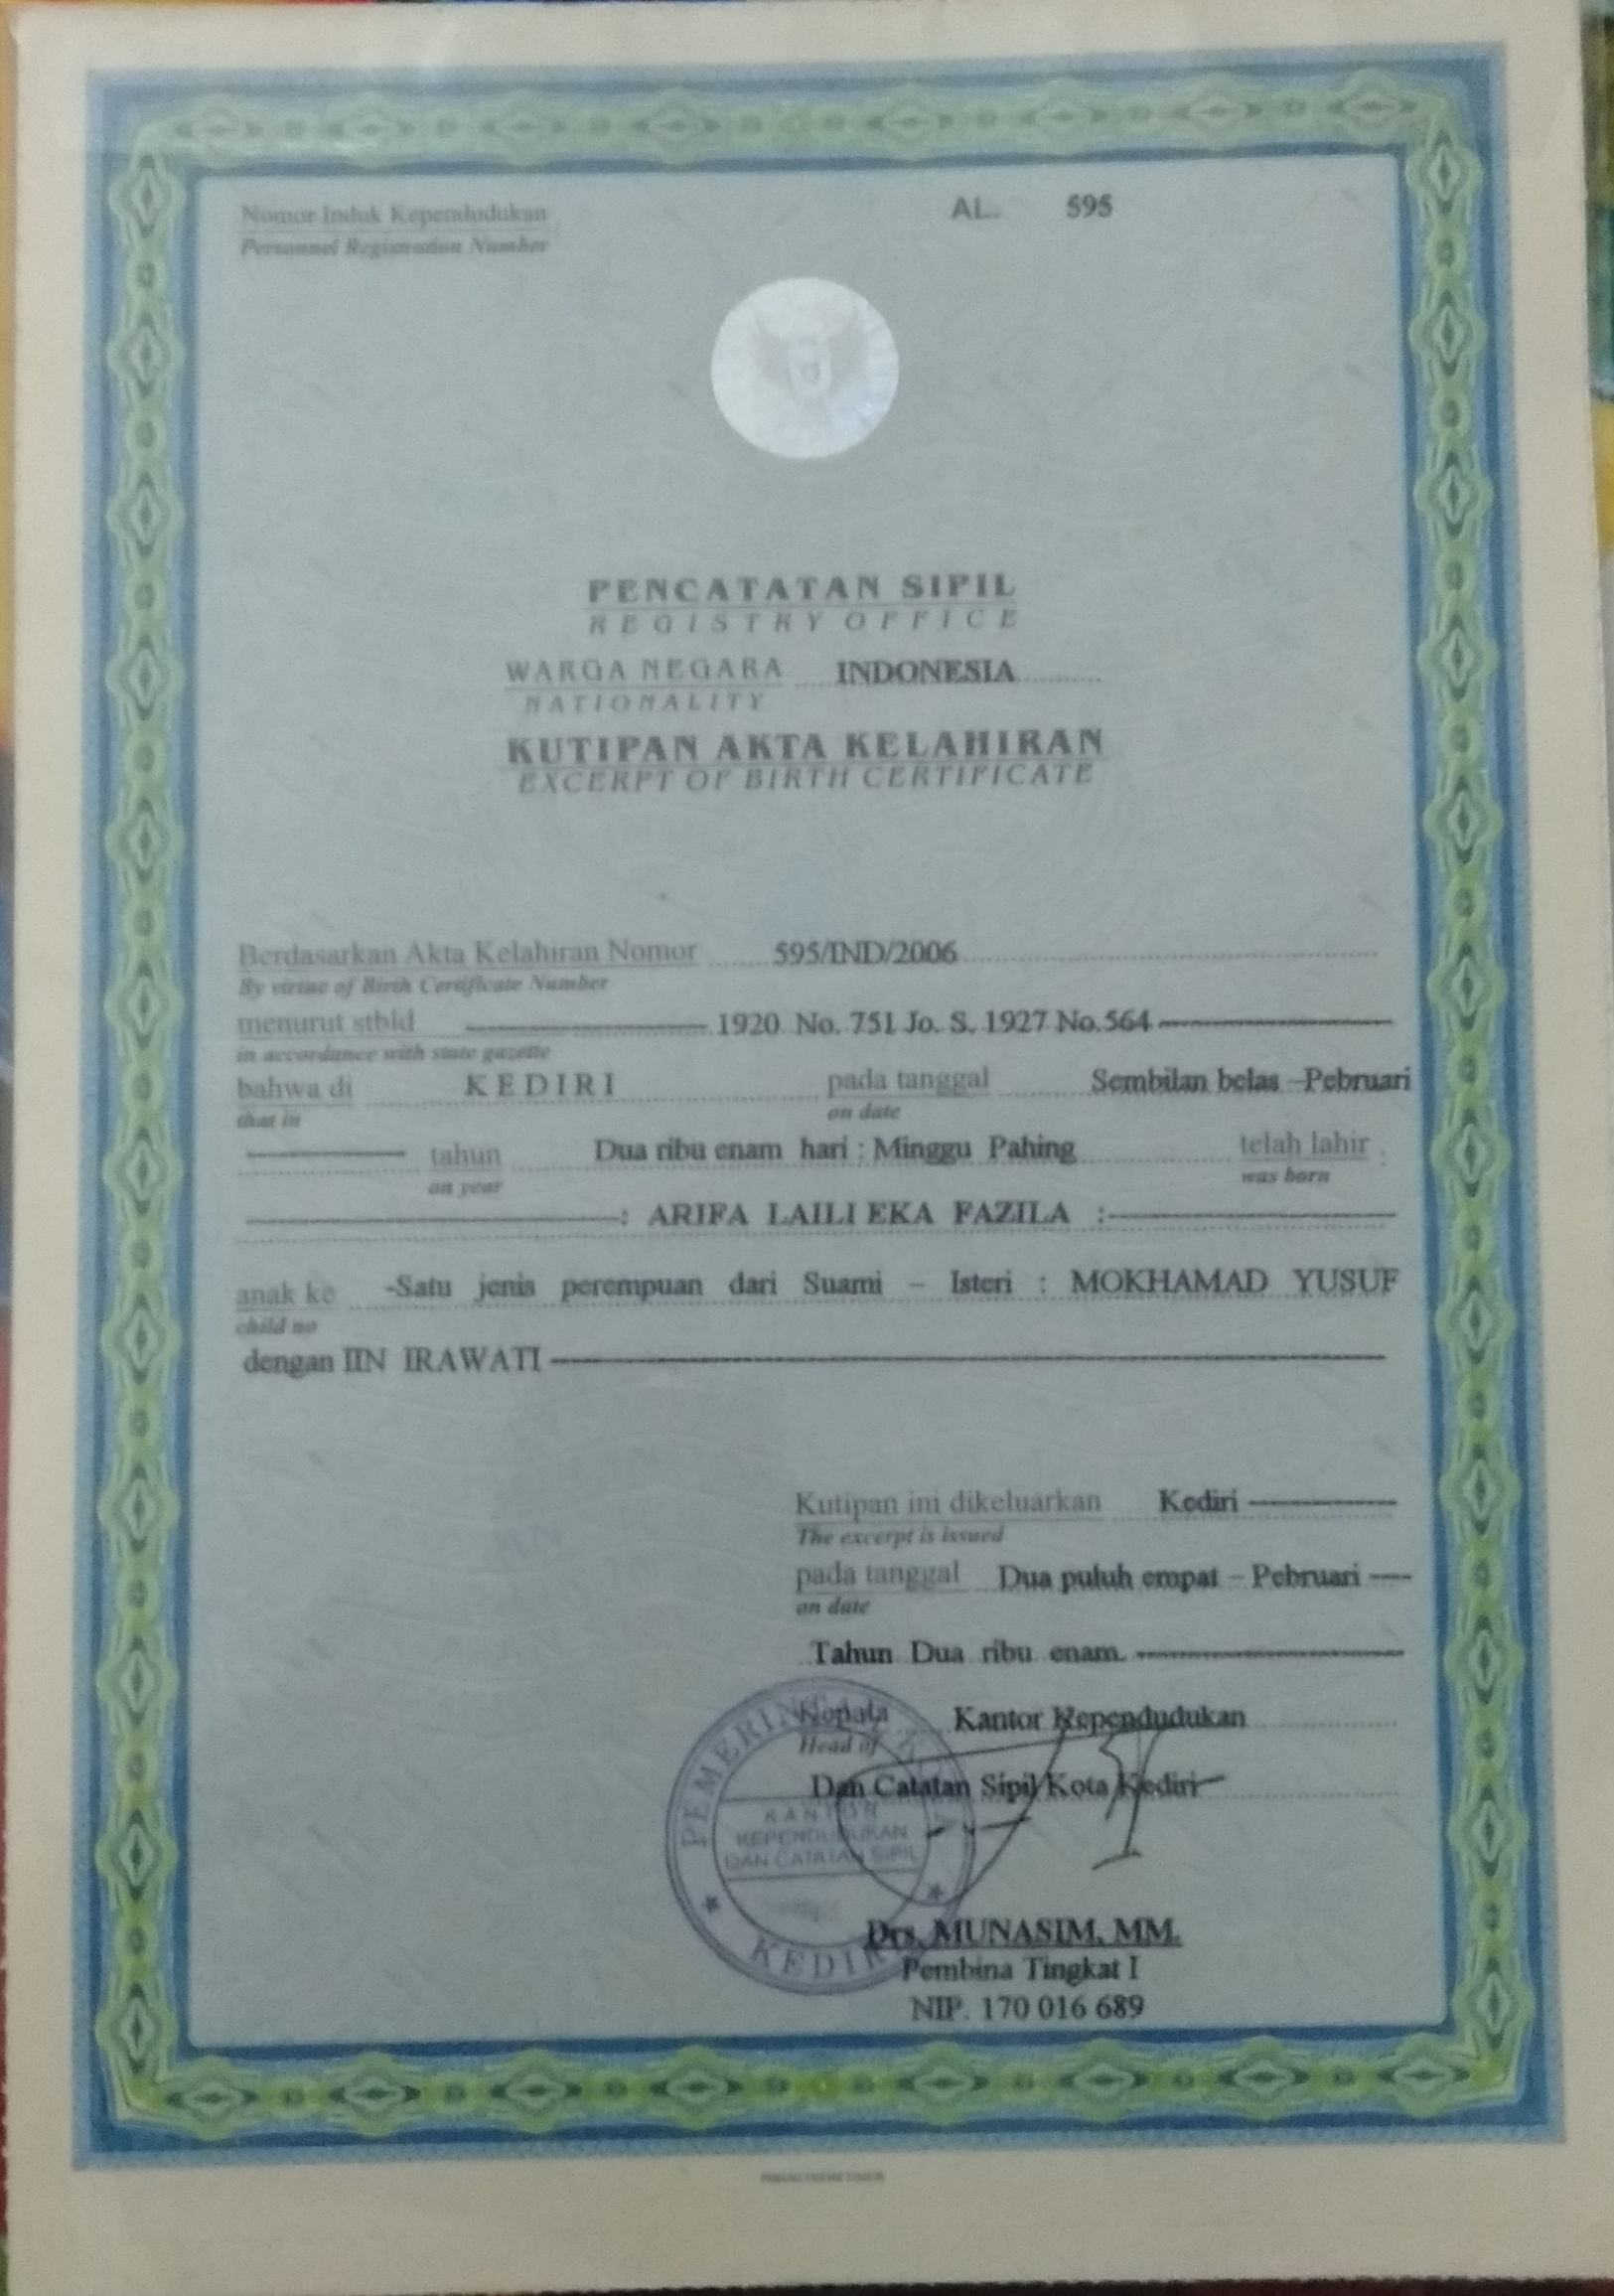 Nomor Induk Kependudukan
Personnel Registration Number
AL. 595
PENCATATAN SIPIL
REGISTRY OFFICE
WARGA NEGARA INDONESIA
NATIONALITY
KUTIPAN AKTA KELAHIRAN
EXCERPT OF BIRTH CERTIFICATE
Berdasarkan Akta Kelahiran Nomor 595/IND/2006
By virtue of Birth Certificate Number
menurut stbld 1920 No. 751 Jo. S. 1927 No.564
in accordance with state gazette
bahwa di KEDIRI pada tanggal Sembilan belas –Pebruari
that in on date
tahun Dua ribu enam hari : Minggu Pahing telah lahir :
an year was born
: ARIFA LAILI EKA FAZILA :
anak ke -Satu jenis perempuan dari Suami – Isteri : MOKHAMAD YUSUF
child no
dengan IIN IRAWATI
Kutipan ini dikeluarkan Kediri
The excerpt is issued
pada tanggal Dua puluh empat – Pebruari
on date
Tahun Dua ribu enam.
Kepala Kantor Kependudukan
Head of
Dan Catatan Sipil Kota Kediri
KANTOR
KEPENDUDUKAN
DAN CATATAN SIPIL
KEDIRI
Drs. MUNASIM, MM.
Pembina Tingkat I
NIP. 170 016 689